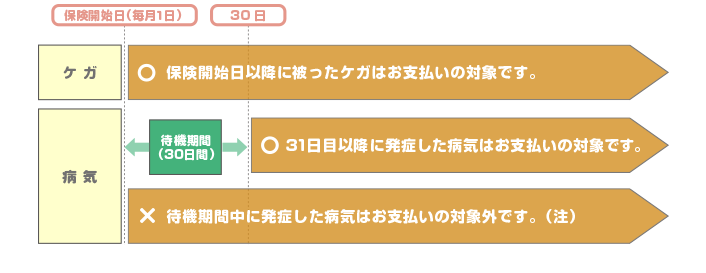 保険開始日(毎月1日)
30日
ケガ
○ 保険開始日以降に被ったケガはお支払いの対象です。
病気
待機期間
(30日間)
○ 31日目以降に発症した病気はお支払いの対象です。
× 待機期間中に発症した病気はお支払いの対象外です。(注)